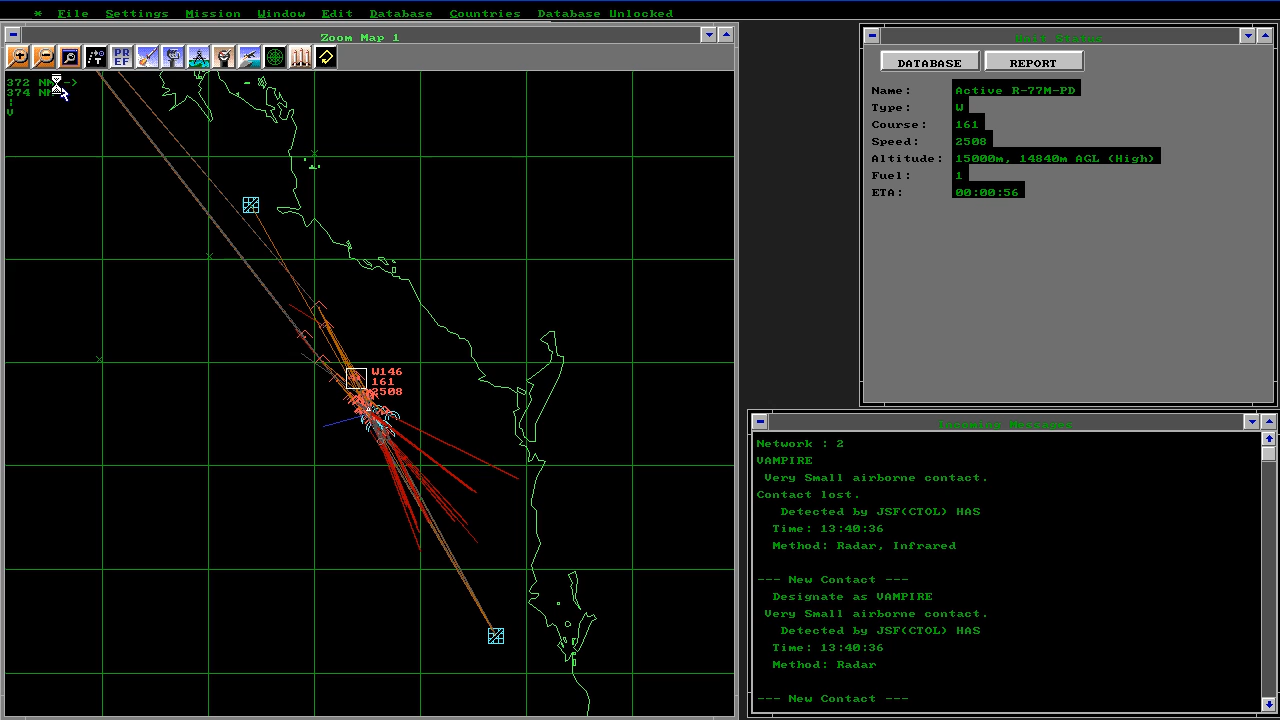 * File Settings Mission Window Edit Database Countries Database Unlocked
Zoom Map 1
PR
EF
372 NM ->
374 NM
|
V
W146
161
2508
Unit Status
DATABASE REPORT
Name: Active R-77M-PD
Type: W
Course: 161
Speed: 2508
Altitude: 15000m, 14840m AGL (High)
Fuel: 1
ETA: 00:00:56
Incoming Messages
Network : 2
VAMPIRE
Very Small airborne contact.
Contact lost.
Detected by JSF(CTOL) HAS
Time: 13:40:36
Method: Radar, Infrared
--- New Contact ---
Designate as VAMPIRE
Very Small airborne contact.
Detected by JSF(CTOL) HAS
Time: 13:40:36
Method: Radar
--- New Contact ---